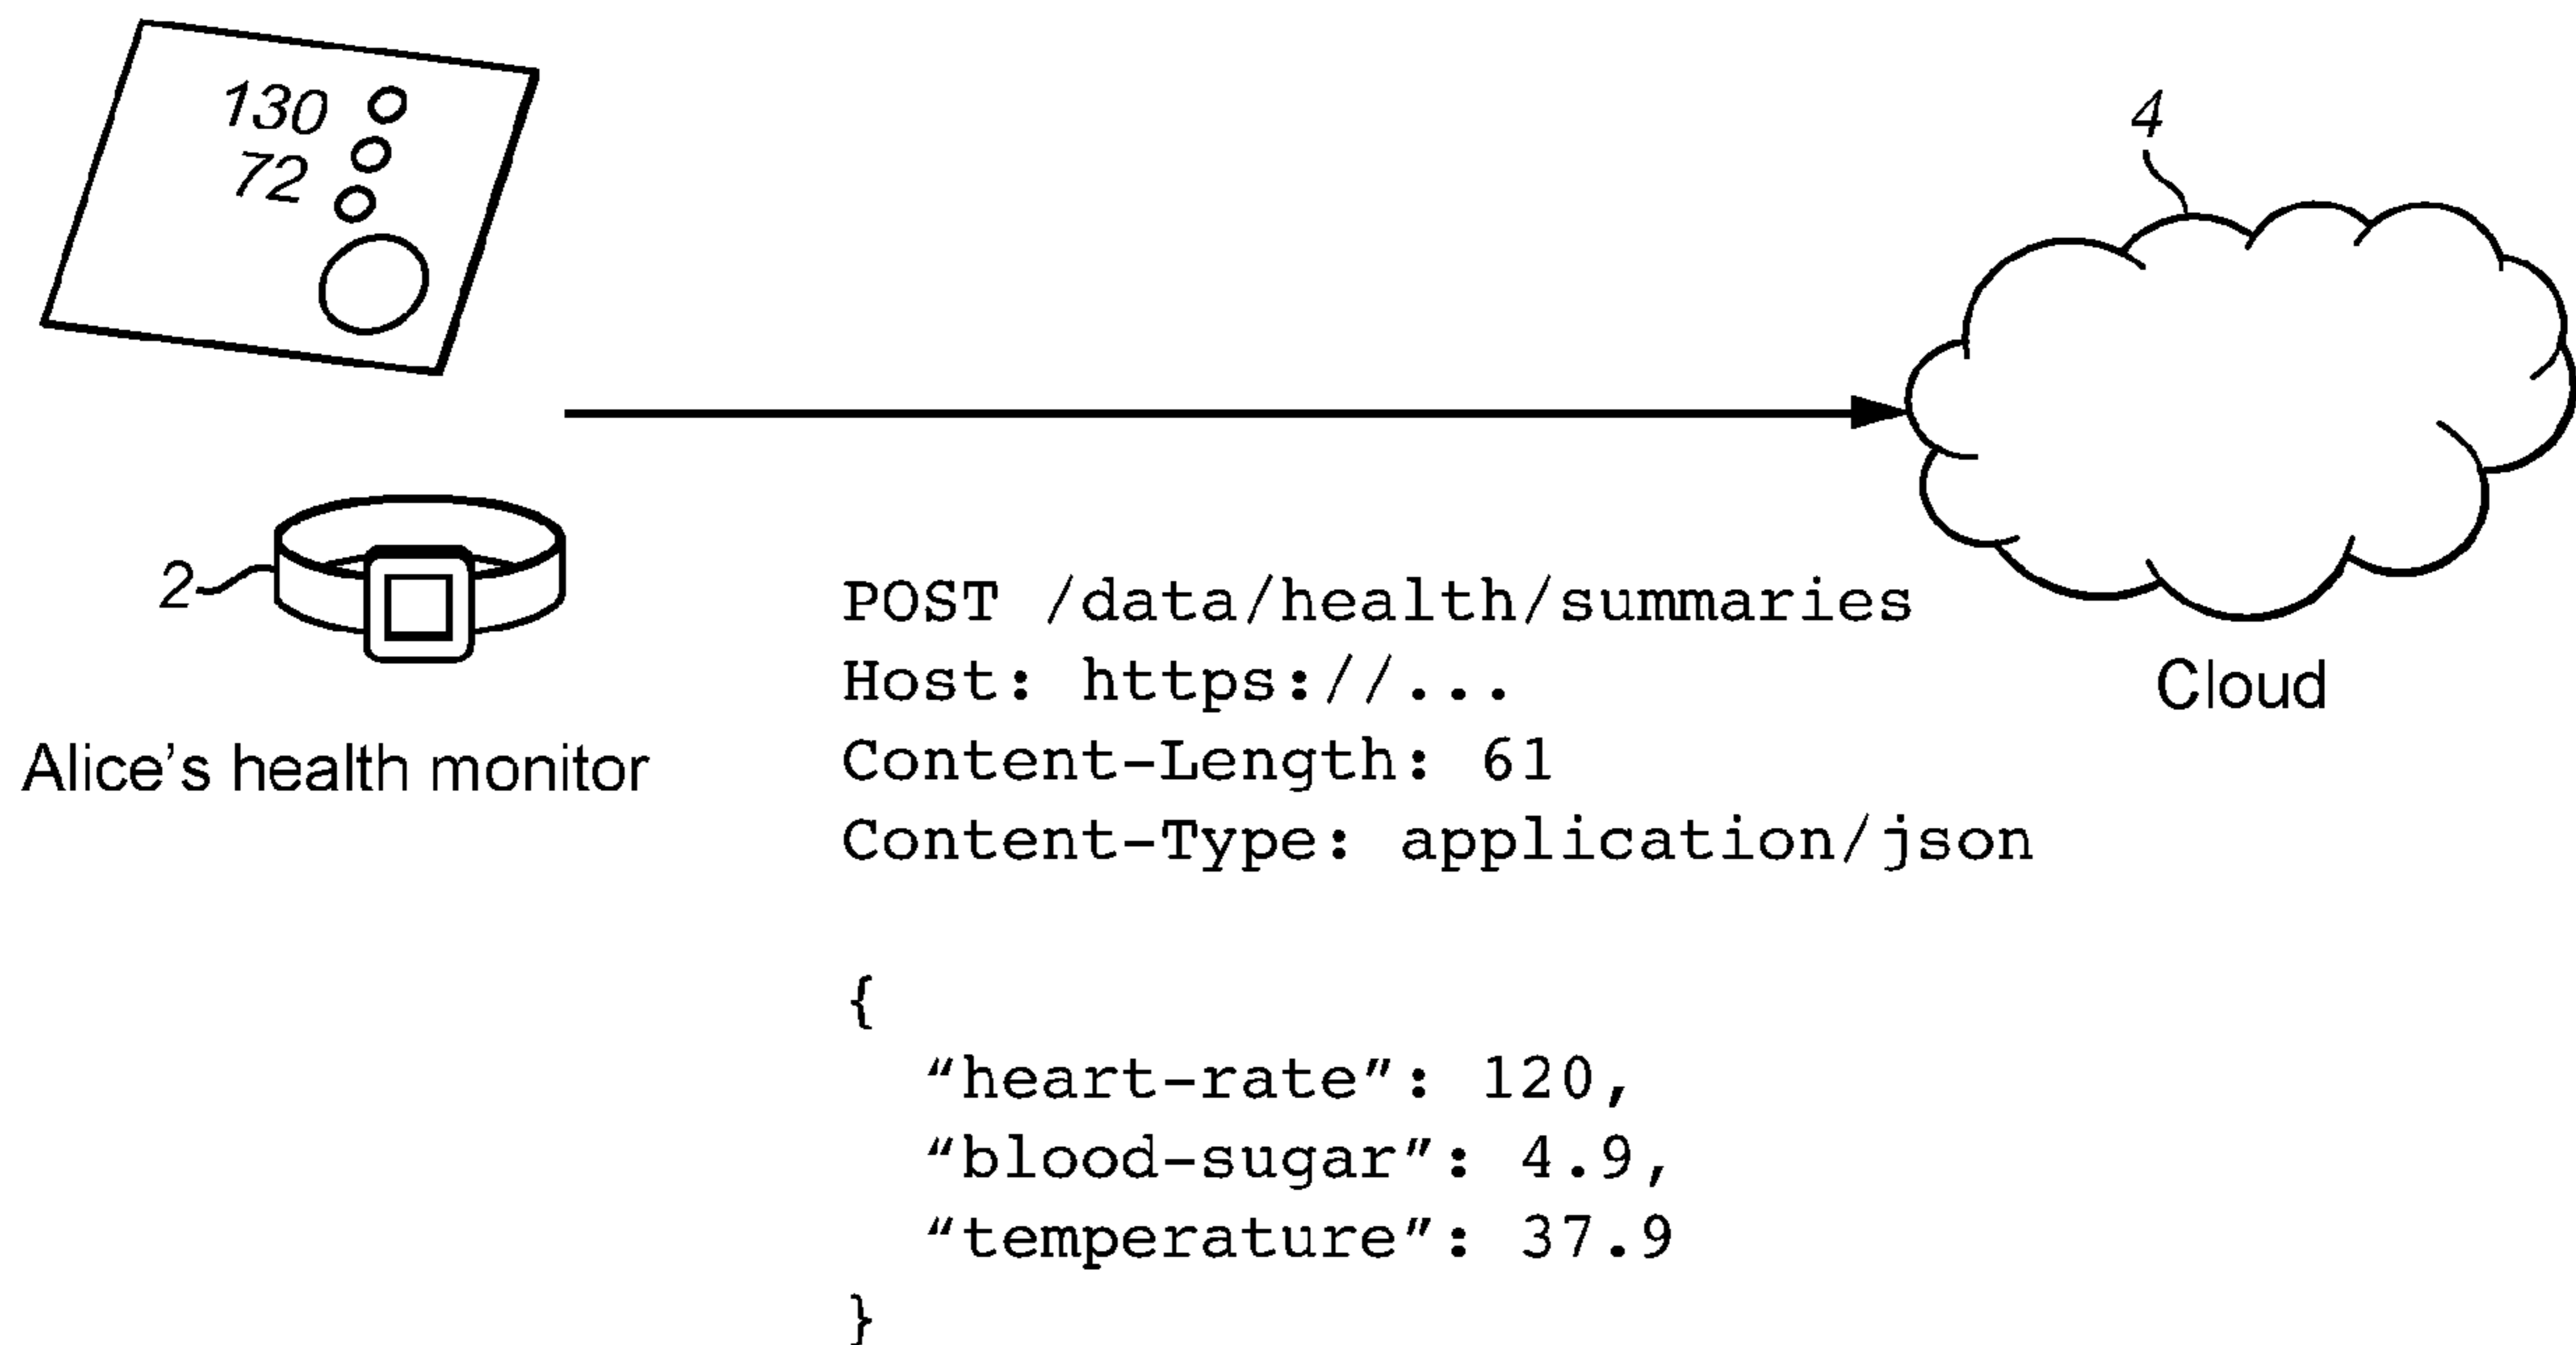 130
72
4
2
Alice's health monitor
Cloud
POST /data/health/summaries
Host: https://...
Content-Length: 61
Content-Type: application/json
{
“heart-rate”: 120,
“blood-sugar”: 4.9,
“temperature”: 37.9
}